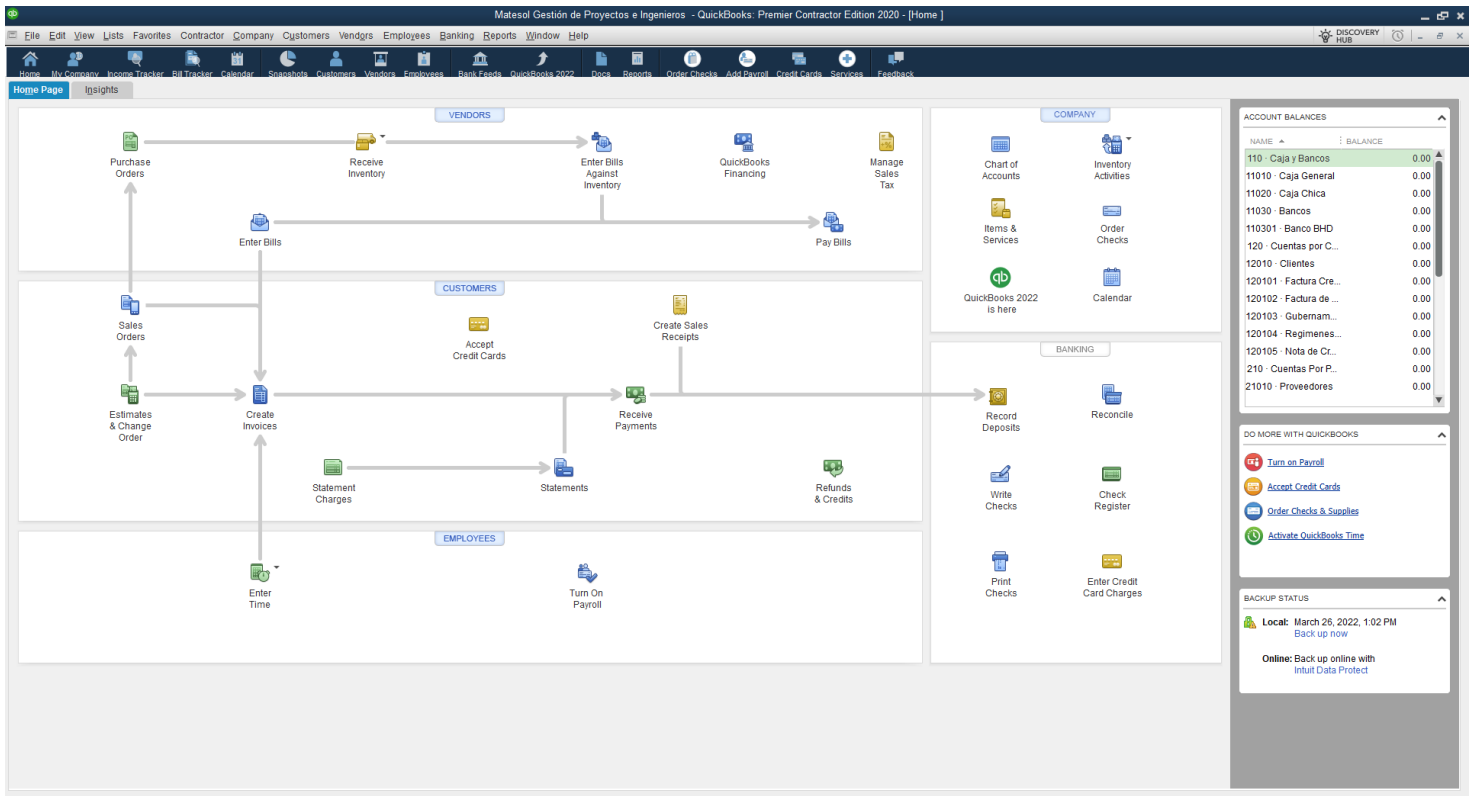 qb
Matesol Gestión de Proyectos e Ingenieros - QuickBooks: Premier Contractor Edition 2020 - [Home ]
File Edit View Lists Favorites Contractor Company Customers Vendors Employees Banking Reports Window Help
DISCOVERY
HUB
Home My Company Income Tracker Bill Tracker Calendar Snapshots Customers Vendors Employees Bank Feeds QuickBooks 2022 Docs Reports Order Checks Add Payroll Credit Cards Services Feedback
Home Page Insights
VENDORS
Purchase
Orders
Receive
Inventory
Enter Bills
Against
Inventory
QuickBooks
Financing
Manage
Sales
Tax
Enter Bills
Pay Bills
CUSTOMERS
Sales
Orders
Accept
Credit Cards
Create Sales
Receipts
Estimates
& Change
Order
Create
Invoices
Receive
Payments
Statement
Charges
Statements
Refunds
& Credits
EMPLOYEES
Enter
Time
Turn On
Payroll
COMPANY
Chart of
Accounts
Inventory
Activities
Items &
Services
Order
Checks
qb
QuickBooks 2022
is here
Calendar
BANKING
Record
Deposits
Reconcile
Write
Checks
Check
Register
Print
Checks
Enter Credit
Card Charges
ACCOUNT BALANCES
NAME BALANCE
110 · Caja y Bancos 0.00
11010 · Caja General 0.00
11020 · Caja Chica 0.00
11030 · Bancos 0.00
110301 · Banco BHD 0.00
120 · Cuentas por C... 0.00
12010 · Clientes 0.00
120101 · Factura Cre... 0.00
120102 · Factura de ... 0.00
120103 · Gubernam... 0.00
120104 · Regimenes... 0.00
120105 · Nota de Cr... 0.00
210 · Cuentas Por P... 0.00
21010 · Proveedores 0.00
DO MORE WITH QUICKBOOKS
Turn on Payroll
Accept Credit Cards
Order Checks & Supplies
Activate QuickBooks Time
BACKUP STATUS
Local: March 26, 2022, 1:02 PM
Back up now
Online: Back up online with
Intuit Data Protect